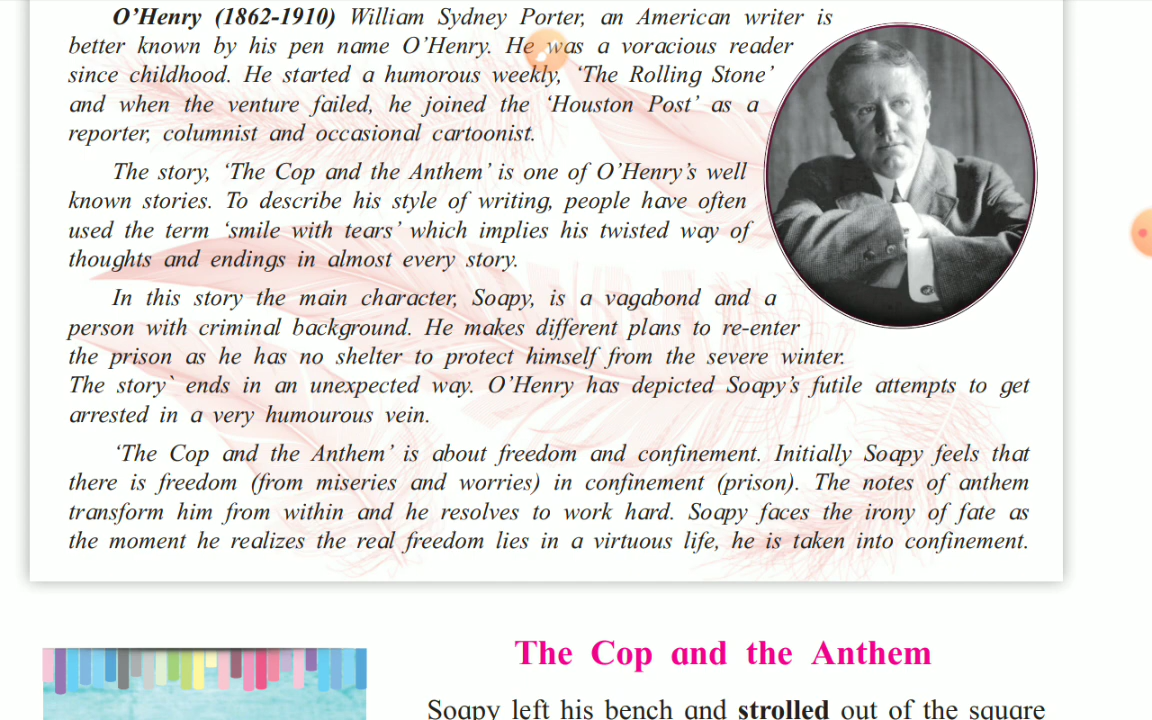 O’Henry (1862-1910) William Sydney Porter, an American writer is
better known by his pen name O’Henry. He was a voracious reader
since childhood. He started a humorous weekly, ‘The Rolling Stone’
and when the venture failed, he joined the ‘Houston Post’ as a
reporter, columnist and occasional cartoonist.
The story, ‘The Cop and the Anthem’ is one of O’Henry’s well
known stories. To describe his style of writing, people have often
used the term ‘smile with tears’ which implies his twisted way of
thoughts and endings in almost every story.
In this story the main character, Soapy, is a vagabond and a
person with criminal background. He makes different plans to re-enter
the prison as he has no shelter to protect himself from the severe winter.
The story` ends in an unexpected way. O’Henry has depicted Soapy’s futile attempts to get
arrested in a very humourous vein.
‘The Cop and the Anthem’ is about freedom and confinement. Initially Soapy feels that
there is freedom (from miseries and worries) in confinement (prison). The notes of anthem
transform him from within and he resolves to work hard. Soapy faces the irony of fate as
the moment he realizes the real freedom lies in a virtuous life, he is taken into confinement.
The Cop and the Anthem
Soapy left his bench and strolled out of the square